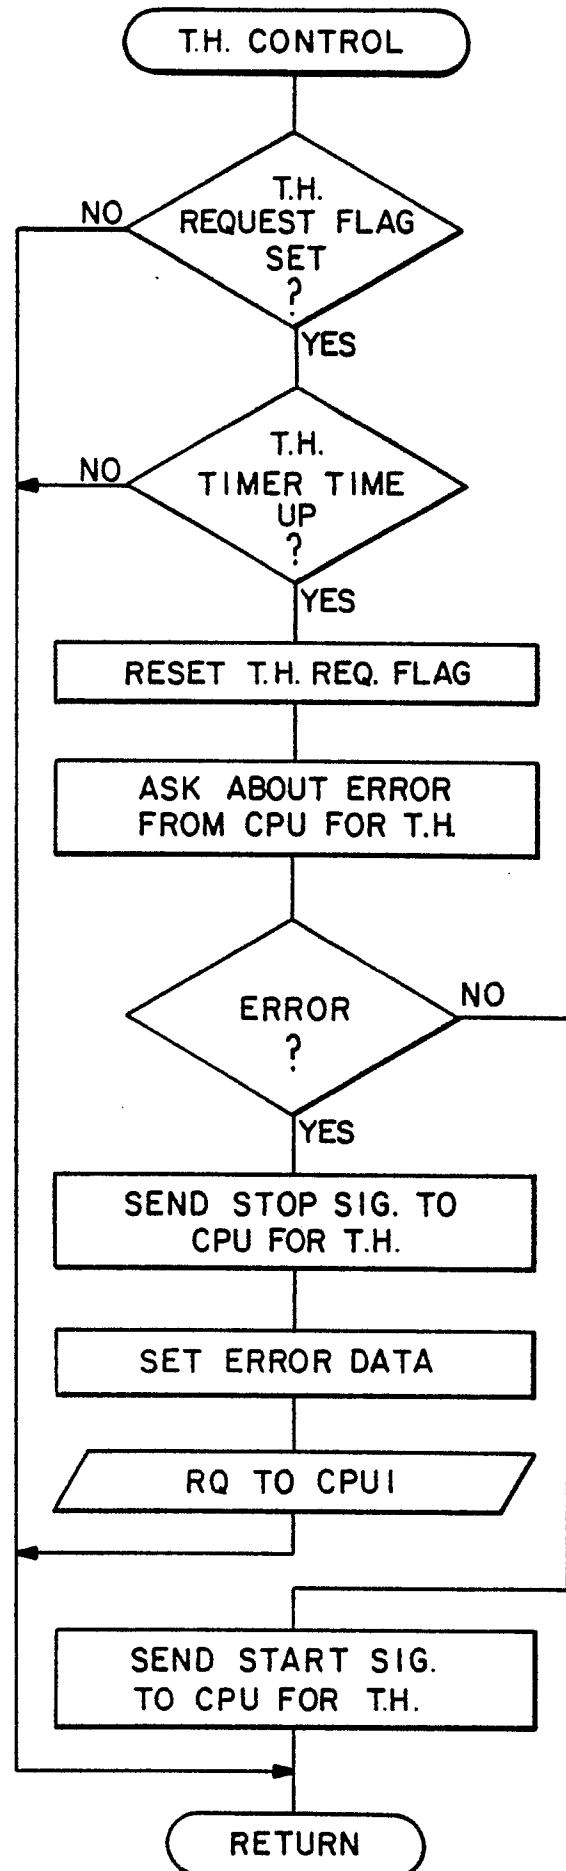 T.H. CONTROL
T.H.
REQUEST FLAG
SET
?
NO
YES
T.H.
TIMER TIME
UP
?
NO
YES
RESET T.H. REQ. FLAG
ASK ABOUT ERROR
FROM CPU FOR T.H.
ERROR
?
NO
YES
SEND STOP SIG. TO
CPU FOR T.H.
SET ERROR DATA
RQ TO CPU1
SEND START SIG.
TO CPU FOR T.H.
RETURN